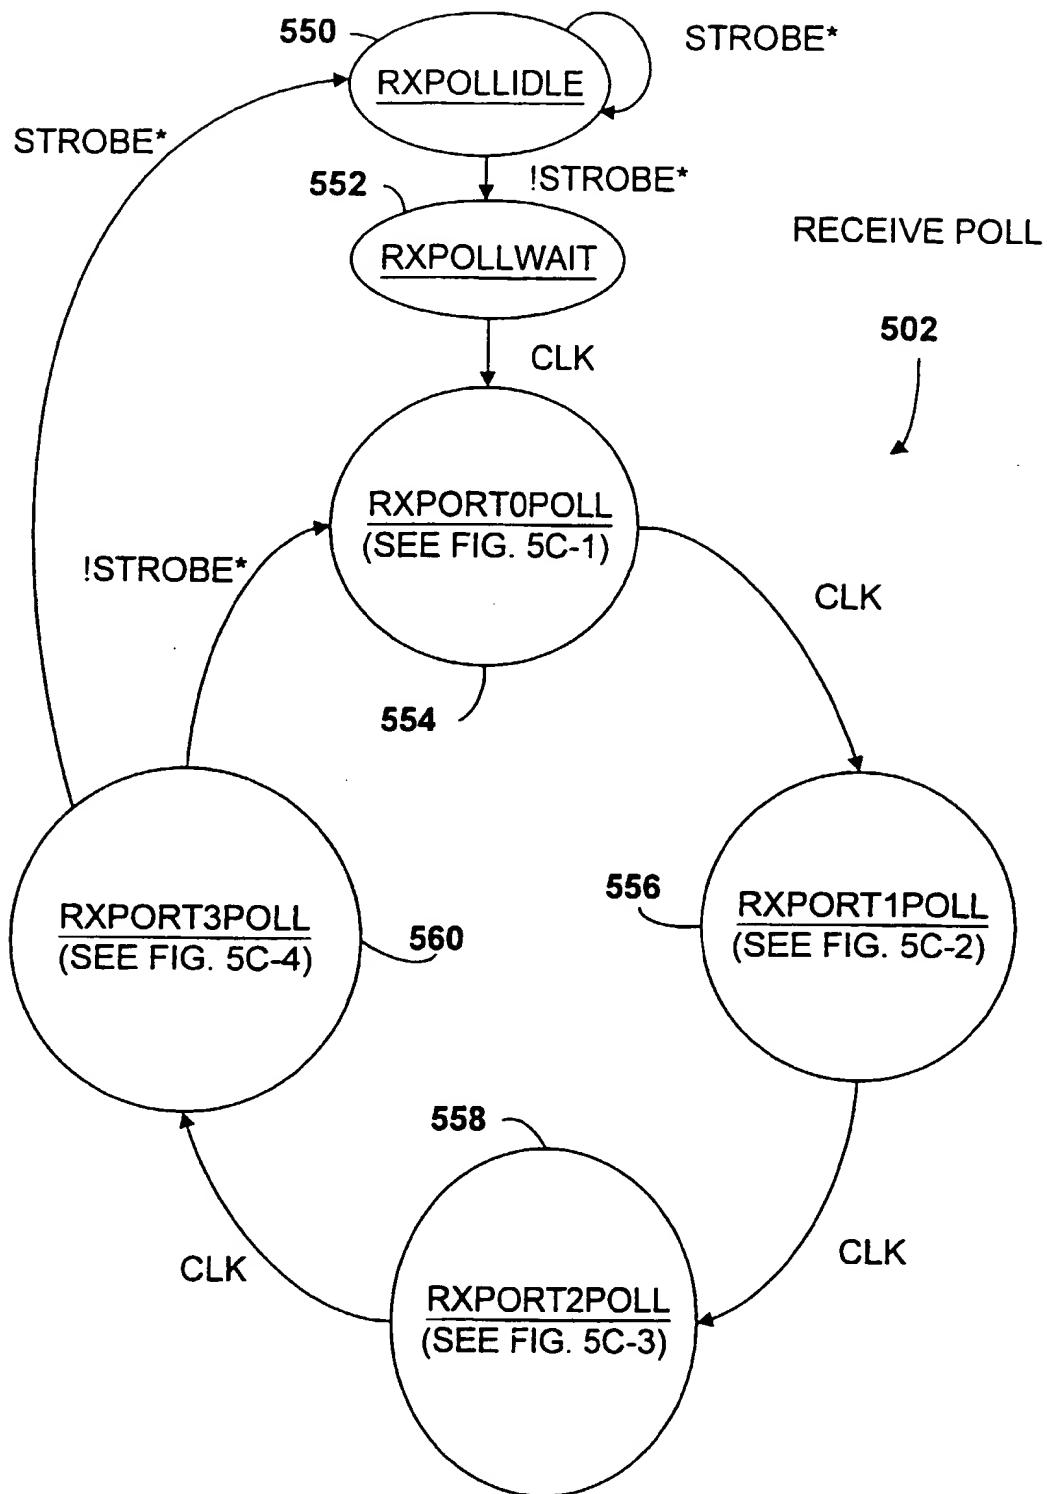 550
STROBE*
RXPOLLIDLE
STROBE*
!STROBE*
552
RECEIVE POLL
RXPOLLWAIT
502
CLK
RXPORT0POLL
(SEE FIG. 5C-1)
!STROBE*
CLK
554
556
RXPORT1POLL
(SEE FIG. 5C-2)
RXPORT3POLL
(SEE FIG. 5C-4)
560
558
CLK
CLK
RXPORT2POLL
(SEE FIG. 5C-3)